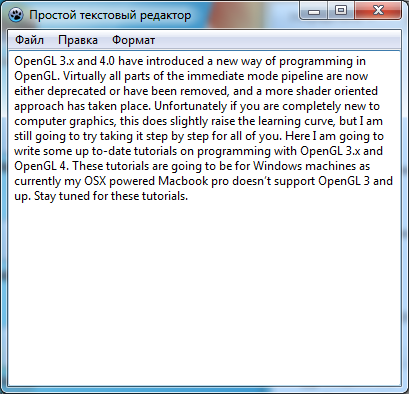 Простой текстовый редактор
Файл Правка Формат
OpenGL 3.x and 4.0 have introduced a new way of programming in
OpenGL. Virtually all parts of the immediate mode pipeline are now
either deprecated or have been removed, and a more shader oriented
approach has taken place. Unfortunately if you are completely new to
computer graphics, this does slightly raise the learning curve, but I am
still going to try taking it step by step for all of you. Here I am going to
write some up to-date tutorials on programming with OpenGL 3.x and
OpenGL 4. These tutorials are going to be for Windows machines as
currently my OSX powered Macbook pro doesn't support OpenGL 3 and
up. Stay tuned for these tutorials.